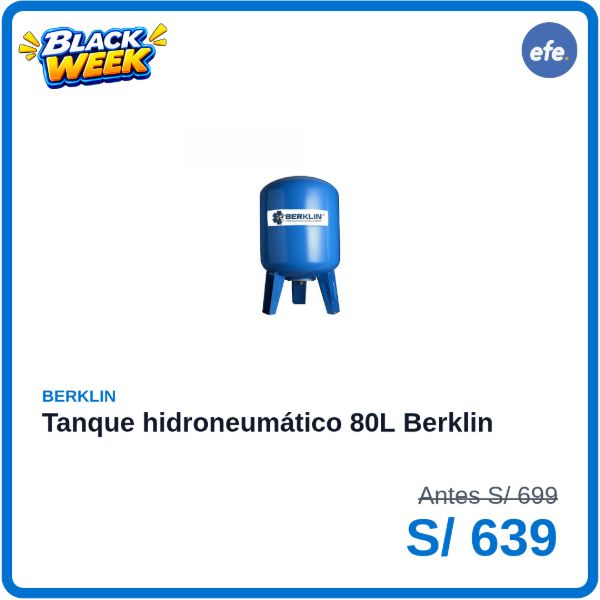 BLACK
WEEK
efe.
BERKLIN
BERKLIN
Tanque hidroneumático 80L Berklin
Antes S/ 699
S/ 639